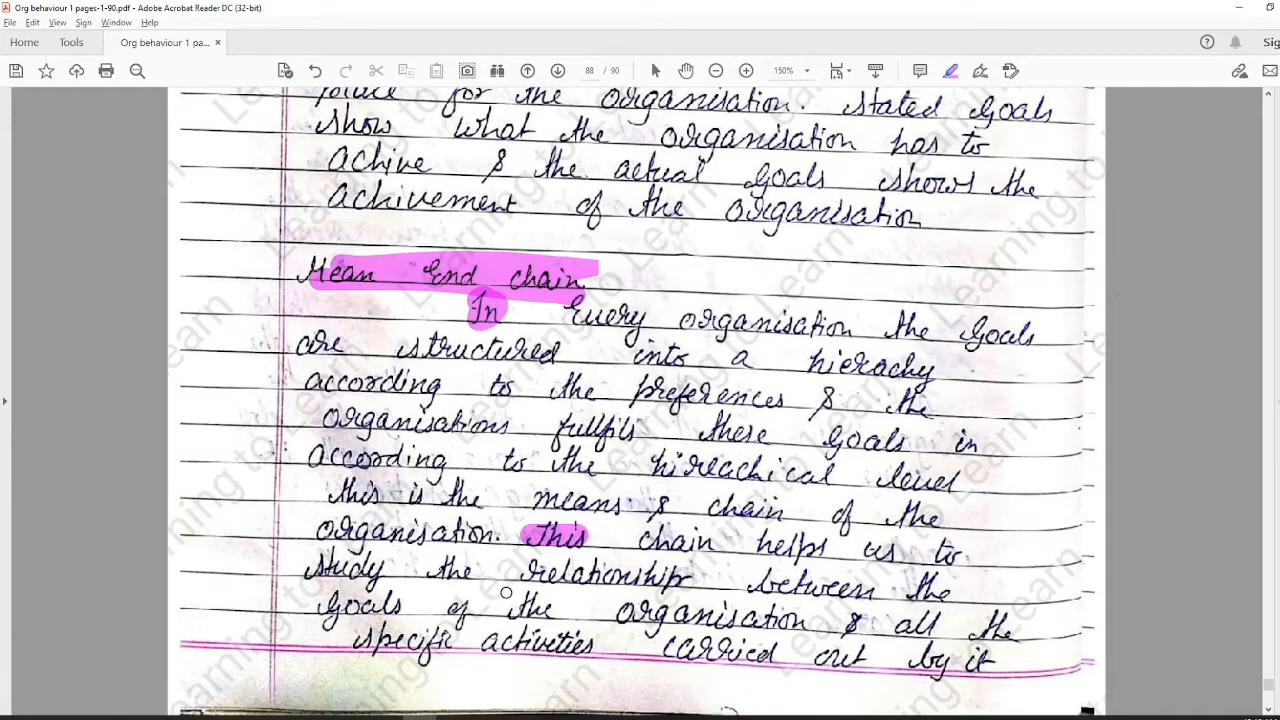 Org behaviour 1 pages-1-90.pdf - Adobe Acrobat Reader DC (32-bit)
File Edit View Sign Window Help
Home Tools Org behaviour 1 pa... ×
88 / 90 150%
for the organisation. Stated Goals
show what the organisation has to
achive & the actual Goals shows the
achivement of the organisation
Mean End chain.
In Every organisation the Goals
are structured into a hierachy
according to the preferences & the
organisations fullfils these Goals in
according to the hireachical level
this is the means & chain of the
organisation. This chain helps us to
study the relationship between the
Goals of the organisation & all the
specific activities carried out by it
Learning to Learn